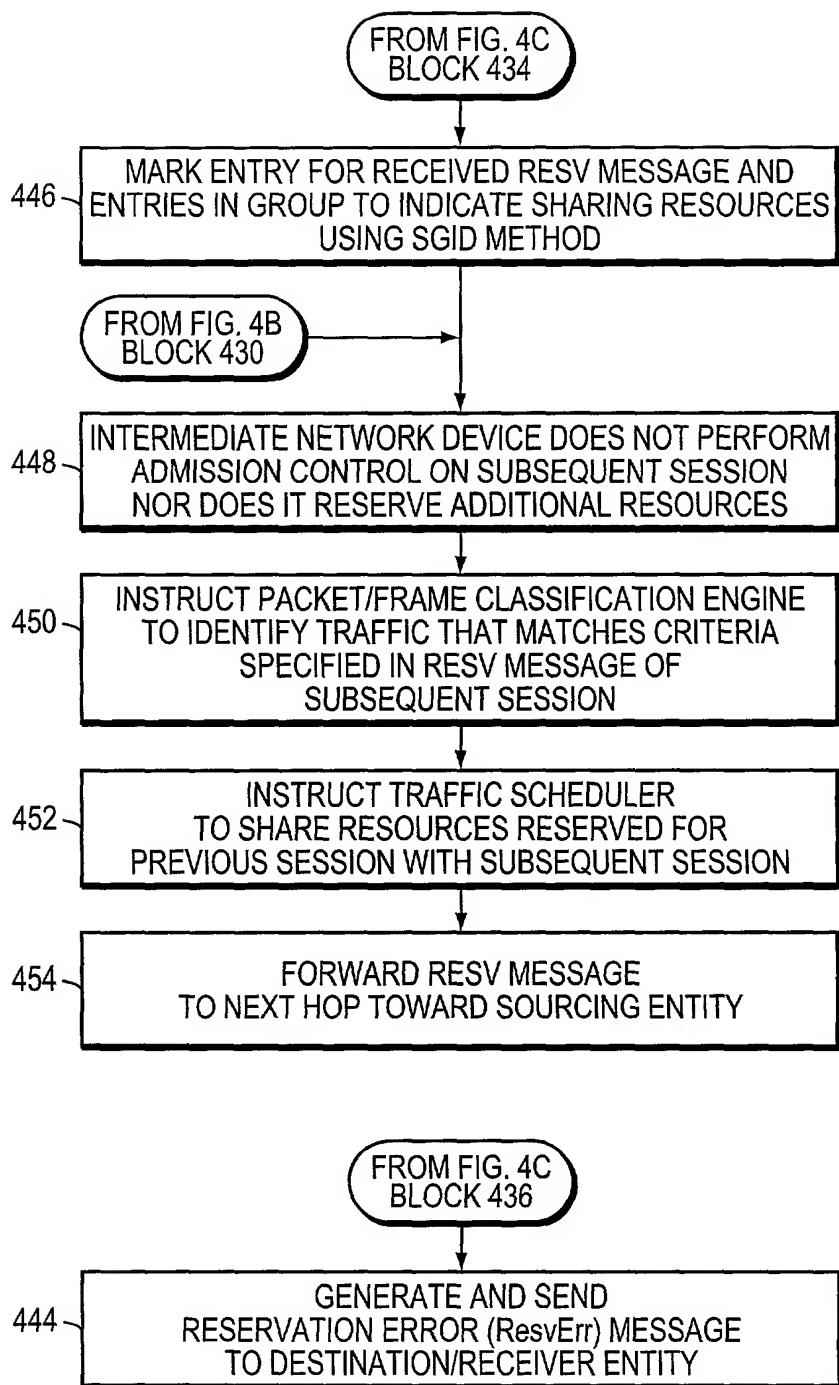 FROM FIG. 4C
BLOCK 434
446
MARK ENTRY FOR RECEIVED RESV MESSAGE AND
ENTRIES IN GROUP TO INDICATE SHARING RESOURCES
USING SGID METHOD
FROM FIG. 4B
BLOCK 430
448
INTERMEDIATE NETWORK DEVICE DOES NOT PERFORM
ADMISSION CONTROL ON SUBSEQUENT SESSION
NOR DOES IT RESERVE ADDITIONAL RESOURCES
450
INSTRUCT PACKET/FRAME CLASSIFICATION ENGINE
TO IDENTIFY TRAFFIC THAT MATCHES CRITERIA
SPECIFIED IN RESV MESSAGE OF
SUBSEQUENT SESSION
452
INSTRUCT TRAFFIC SCHEDULER
TO SHARE RESOURCES RESERVED FOR
PREVIOUS SESSION WITH SUBSEQUENT SESSION
454
FORWARD RESV MESSAGE
TO NEXT HOP TOWARD SOURCING ENTITY
FROM FIG. 4C
BLOCK 436
444
GENERATE AND SEND
RESERVATION ERROR (ResvErr) MESSAGE
TO DESTINATION/RECEIVER ENTITY